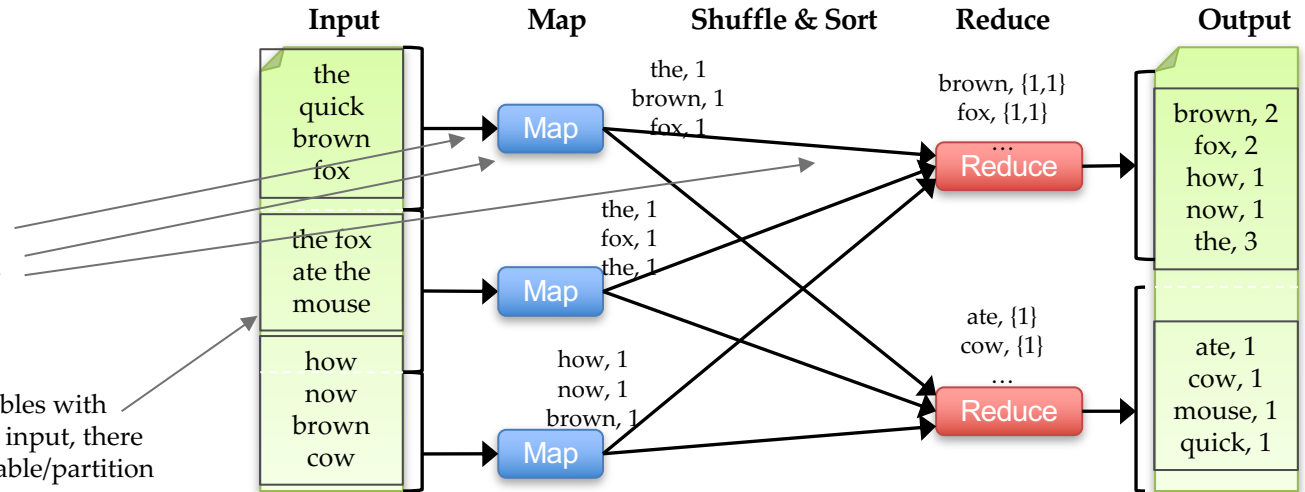 Input
Map
Shuffle & Sort
Reduce
Output
the
quick
brown
fox
the fox
ate the
mouse
how
now
brown
cow
Map
Map
Map
the, 1
brown, 1
fox, 1
the, 1
fox, 1
the, 1
how, 1
now, 1
brown, 1
brown, {1,1}
fox, {1,1}
…
Reduce
ate, {1}
cow, {1}
…
Reduce
brown, 2
fox, 2
how, 1
now, 1
the, 3
ate, 1
cow, 1
mouse, 1
quick, 1
bles with
input, there
able/partition